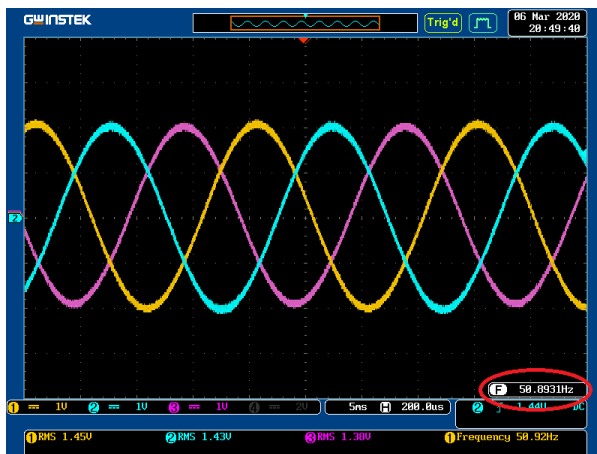 GWINSTEK Trig'd 06 Mar 2020
20:49:40
2
F 50.8931Hz
1 1V 2 1V 3 1V 4 2V 5ms H 200.0us 2 1.44V DC
1 RMS 1.45V 2 RMS 1.43V 3 RMS 1.38V 1 Frequency 50.92Hz